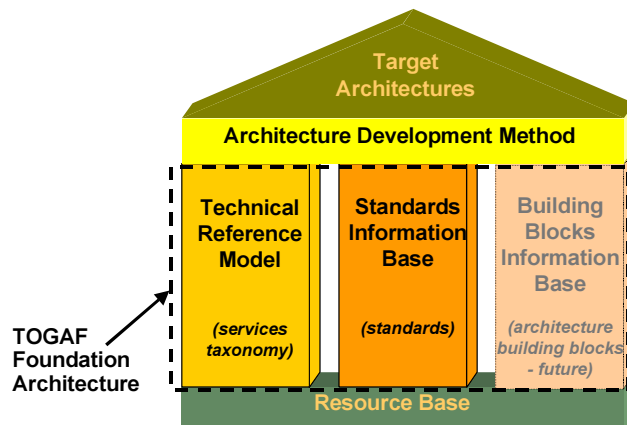 Target
Architectures
Architecture Development Method
Technical
Reference
Model
(services
taxonomy)
Standards
Information
Base
(standards)
Building
Blocks
Information
Base
(architecture
building blocks
- future)
TOGAF
Foundation
Architecture
Resource Base